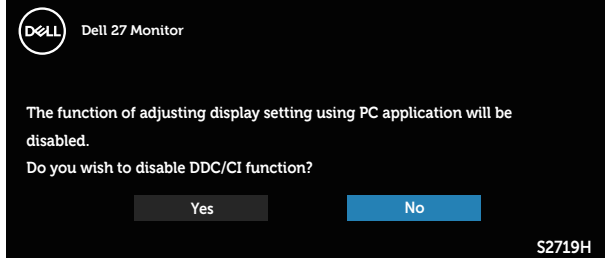 DELL
Dell 27 Monitor
The function of adjusting display setting using PC application will be
disabled.
Do you wish to disable DDC/CI function?
Yes No
S2719H